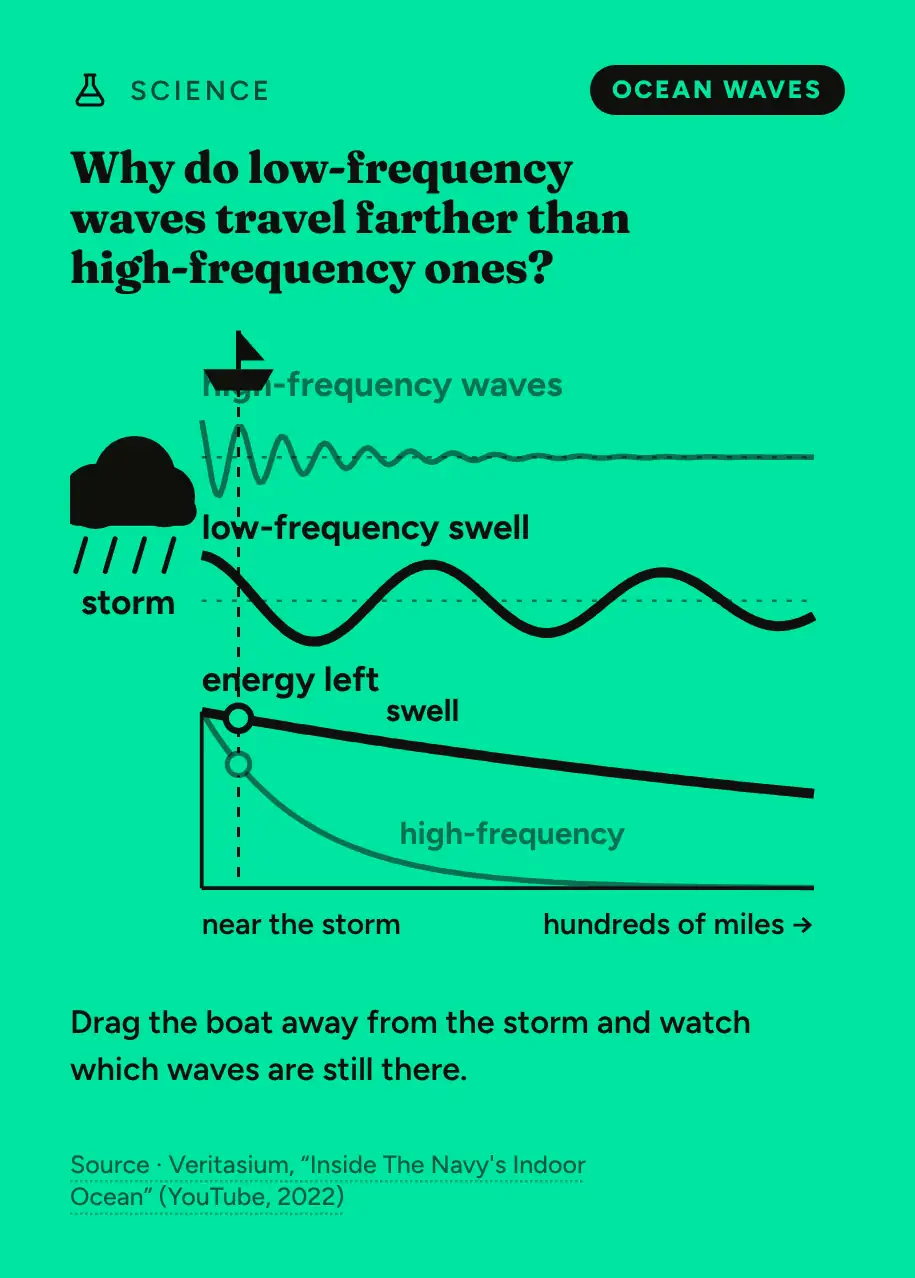 SCIENCE
OCEAN WAVES
Why do low-frequency
waves travel farther than
high-frequency ones?
high-frequency waves
low-frequency swell
storm
energy left
swell
high-frequency
near the storm
hundreds of miles →
Drag the boat away from the storm and watch
which waves are still there.
Source · Veritasium, “Inside The Navy's Indoor
Ocean” (YouTube, 2022)